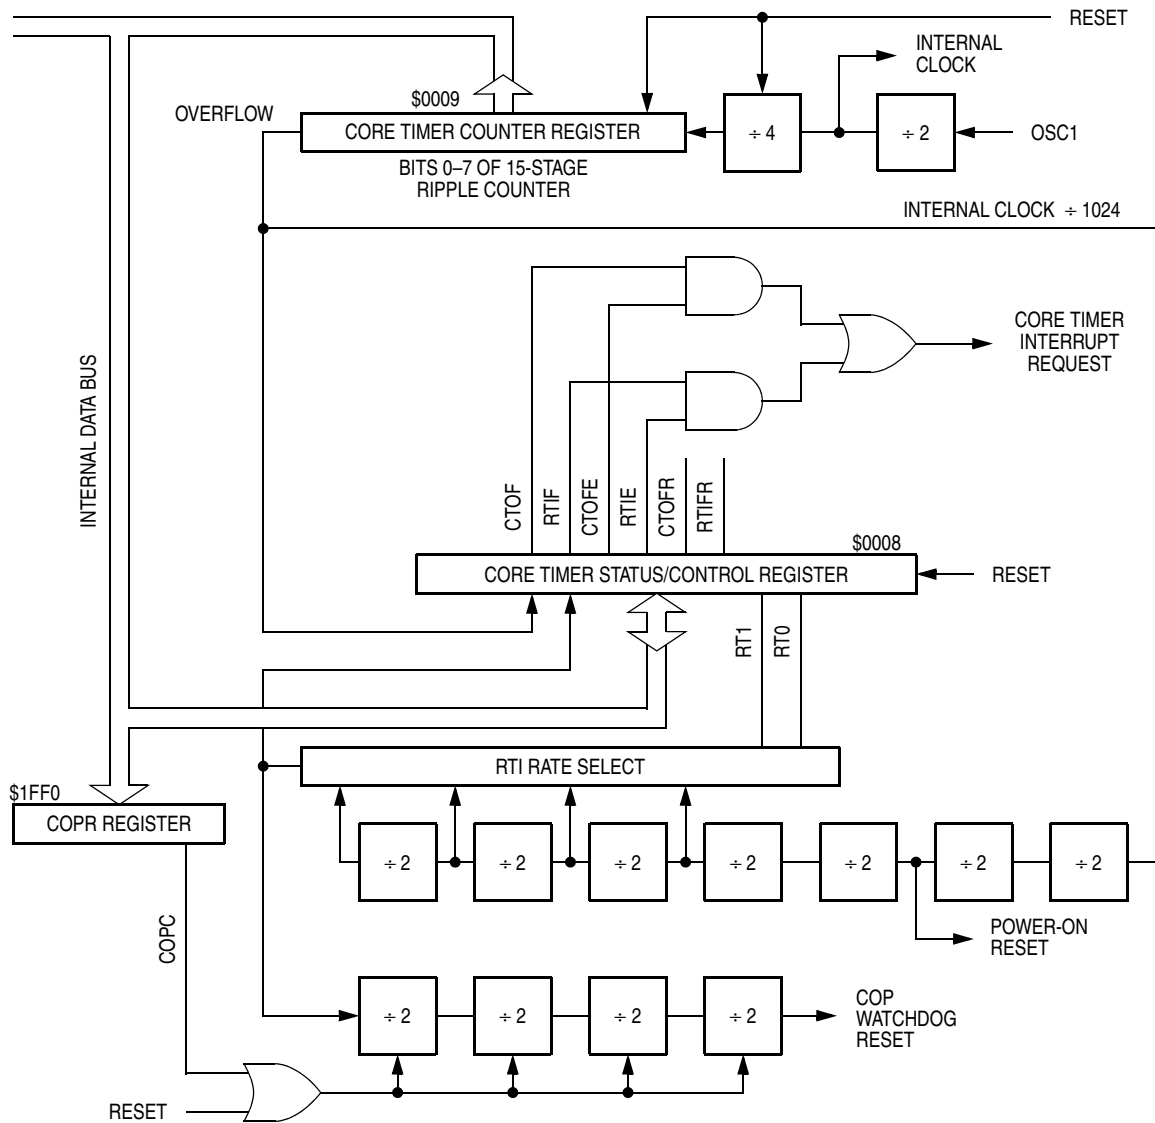 RESET
INTERNAL
CLOCK
$0009
OVERFLOW
CORE TIMER COUNTER REGISTER
÷ 4
÷ 2
OSC1
BITS 0–7 OF 15-STAGE
RIPPLE COUNTER
INTERNAL CLOCK ÷ 1024
CORE TIMER
INTERRUPT
REQUEST
INTERNAL DATA BUS
CTOF
RTIF
CTOFE
RTIE
CTOFR
RTIFR
$0008
CORE TIMER STATUS/CONTROL REGISTER
RESET
RT1
RT0
RTI RATE SELECT
$1FF0
COPR REGISTER
÷ 2
÷ 2
÷ 2
÷ 2
÷ 2
÷ 2
÷ 2
POWER-ON
RESET
COPC
÷ 2
÷ 2
÷ 2
÷ 2
COP
WATCHDOG
RESET
RESET